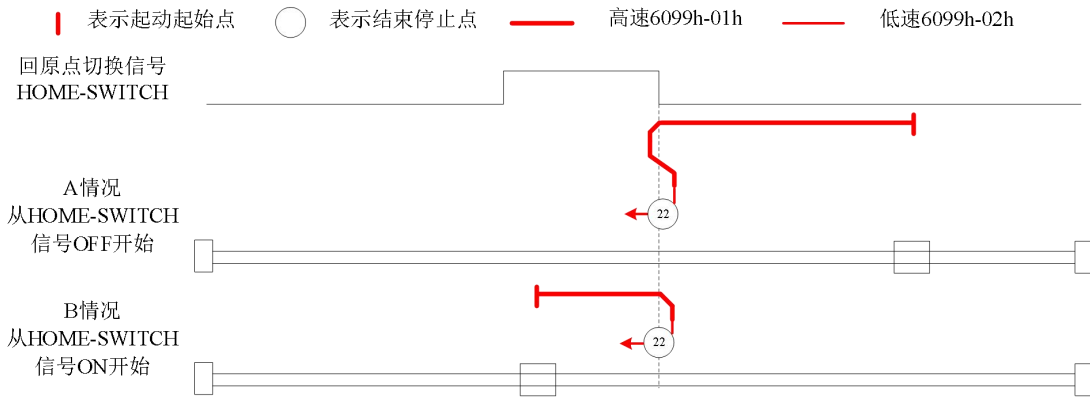 表示起动起始点 表示结束停止点 高速6099h-01h 低速6099h-02h
回原点切换信号
HOME-SWITCH
A情况
从HOME-SWITCH
信号OFF开始
22
B情况
从HOME-SWITCH
信号ON开始
22